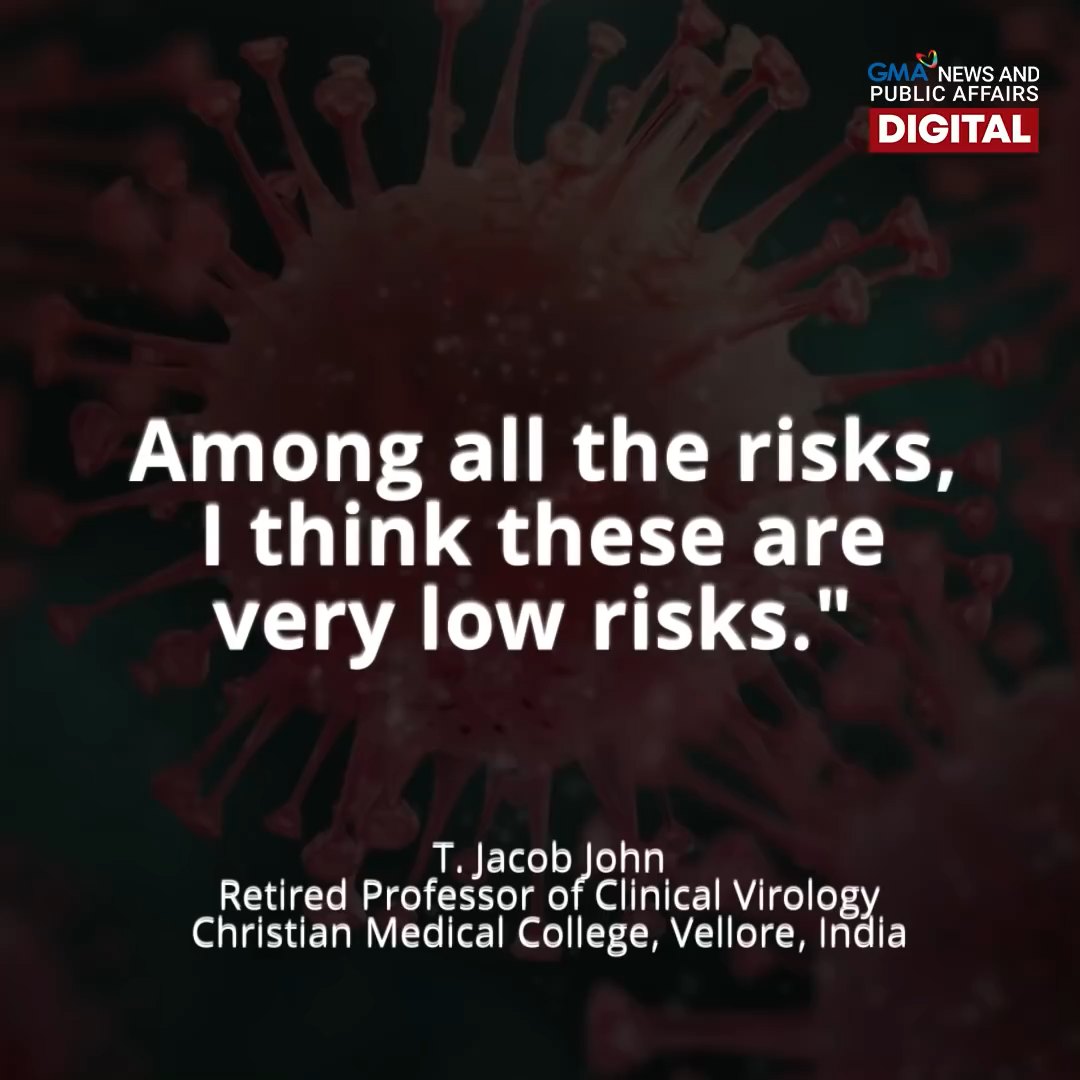 GMA NEWS AND
PUBLIC AFFAIRS
DIGITAL
Among all the risks,
I think these are
very low risks."
T. Jacob John
Retired Professor of Clinical Virology
Christian Medical College, Vellore, India